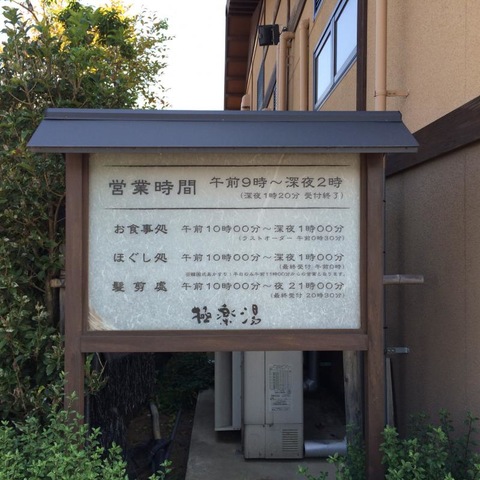 営業時間 午前9時～深夜2時
(深夜1時20分 受付終了)
お食事処 午前10時00分～深夜1時00分
(ラストオーダー 午前0時30分)
ほぐし処 午前10時00分～深夜1時00分
(最終受付 午前0時)
髪剪處 午前10時00分～夜 21時00分
(最終受付 20時30分)
極楽湯